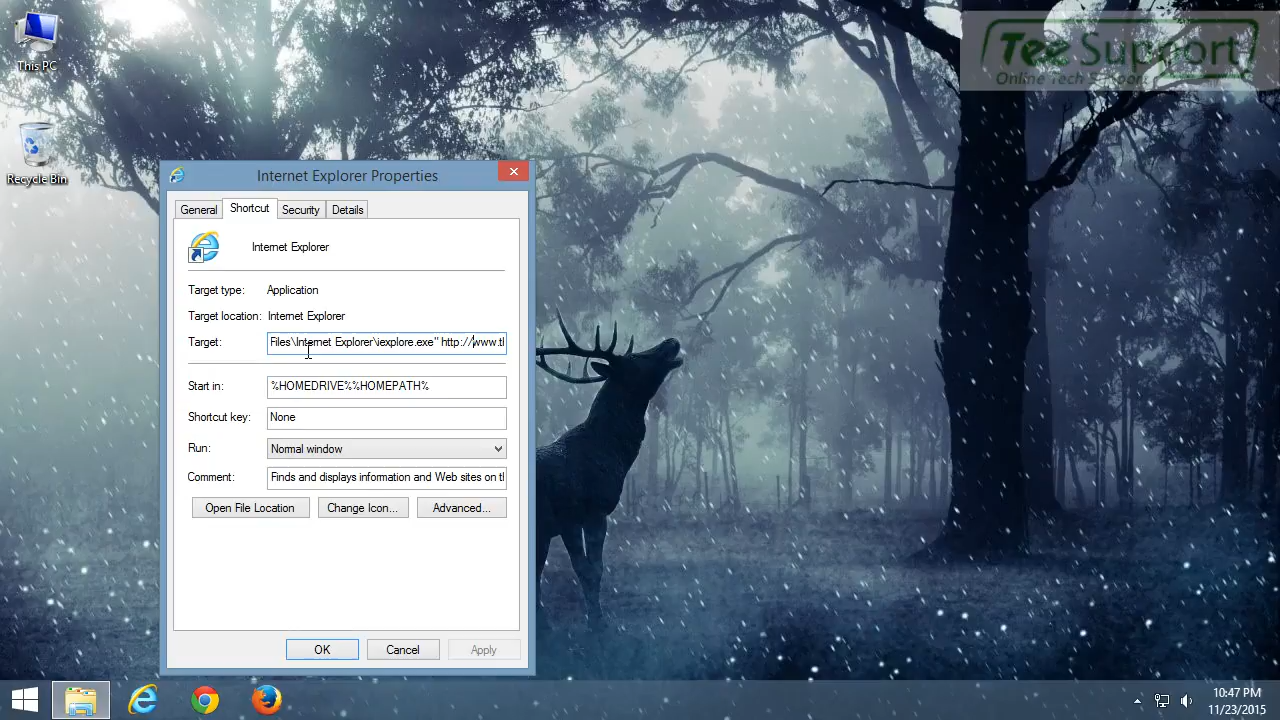 This PC
Tee Support
Online Tech Support
Recycle Bin
Internet Explorer Properties
General Shortcut Security Details
Internet Explorer
Target type: Application
Target location: Internet Explorer
Target: Files\Internet Explorer\iexplore.exe" http://www.tl
Start in: %HOMEDRIVE%%HOMEPATH%
Shortcut key: None
Run: Normal window
Comment: Finds and displays information and Web sites on tl
Open File Location Change Icon... Advanced...
OK Cancel Apply
10:47 PM
11/23/2015